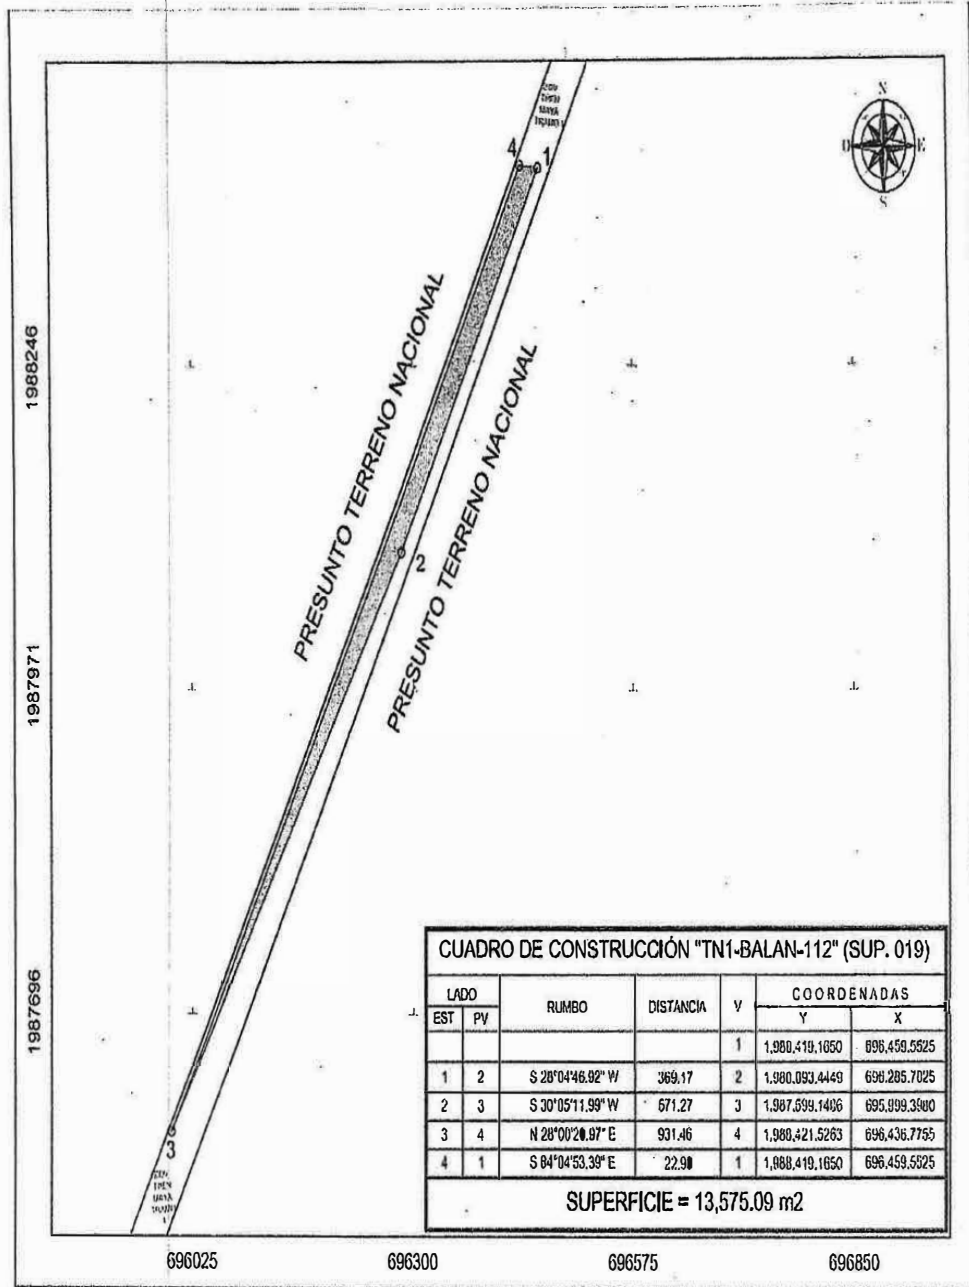 N
E
S
4
1
PRESUNTO TERRENO NACIONAL
PRESUNTO TERRENO NACIONAL
2
3
1988246
1987971
1987696
696025
696300
696575
696850
CUADRO DE CONSTRUCCIÓN "TN1-BALAN-112" (SUP. 019)
LADO RUMBO DISTANCIA V COORDENADAS
EST PV Y X
1 1,988,419.1650 696,459.5525
1 2 S 28°04'46.92" W 369.17 2 1,988,093.4449 696,285.7025
2 3 S 30°05'11.99" W 571.27 3 1,987,599.1406 695,999.3980
3 4 N 28°00'20.97" E 931.46 4 1,988,421.5263 696,436.7755
4 1 S 84°04'53.39" E 22.90 1 1,988,419.1650 696,459.5525
SUPERFICIE = 13,575.09 m2